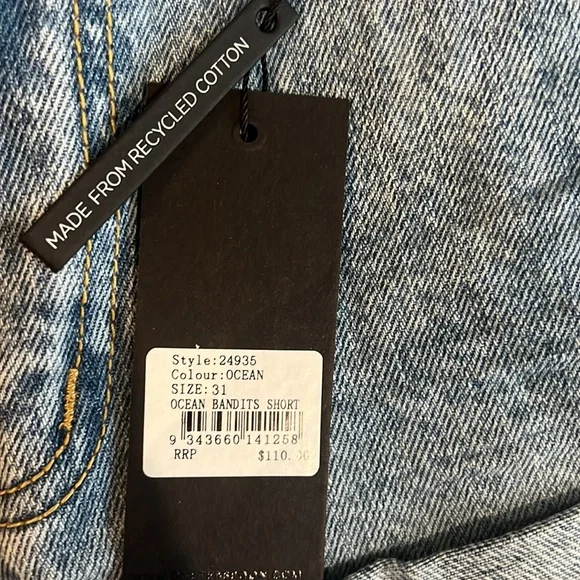 MADE FROM RECYCLED COTTON
Style:24935
Colour:OCEAN
SIZE:31
OCEAN BANDITS SHORT
9 343660 141258
RRP $110.00